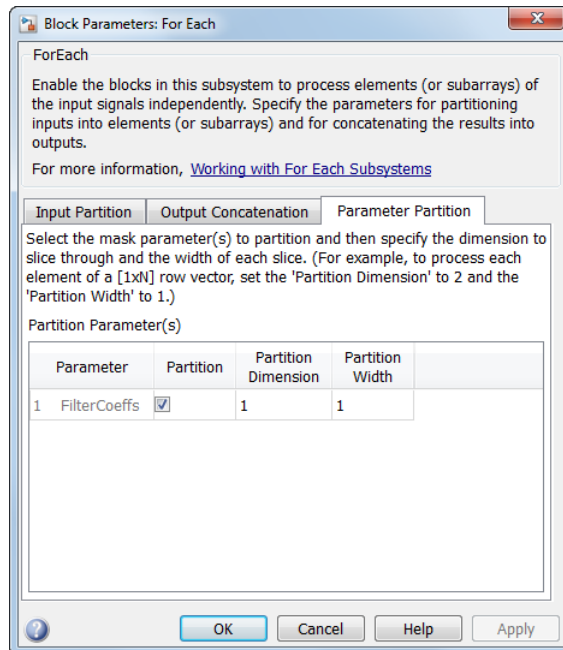 Block Parameters: For Each
ForEach
Enable the blocks in this subsystem to process elements (or subarrays) of
the input signals independently. Specify the parameters for partitioning
inputs into elements (or subarrays) and for concatenating the results into
outputs.
For more information, Working with For Each Subsystems
Input Partition Output Concatenation Parameter Partition
Select the mask parameter(s) to partition and then specify the dimension to
slice through and the width of each slice. (For example, to process each
element of a [1xN] row vector, set the 'Partition Dimension' to 2 and the
'Partition Width' to 1.)
Partition Parameter(s)
Parameter Partition Partition Dimension Partition Width
1 FilterCoeffs 1 1
OK Cancel Help Apply